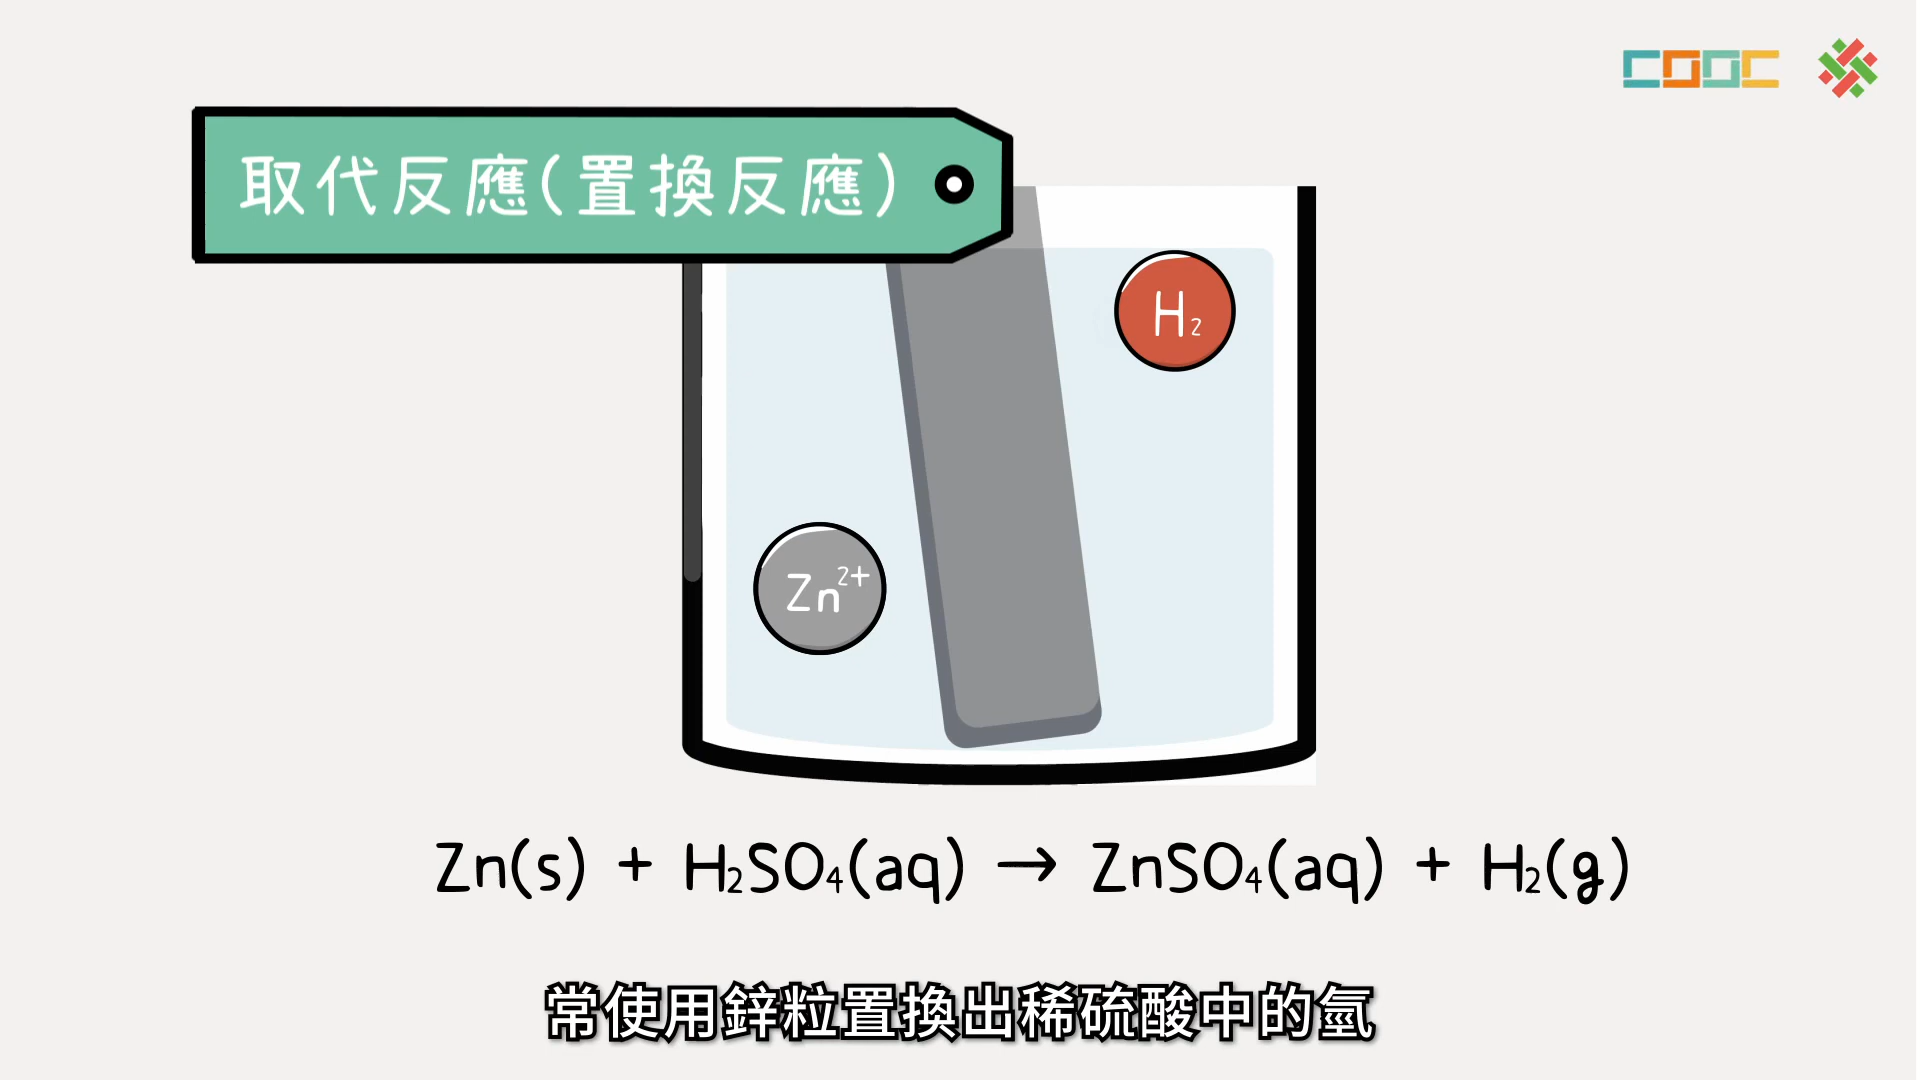 COOC
取代反應(置換反應)
H₂
Zn²⁺
Zn(s) + H₂SO₄(aq) → ZnSO₄(aq) + H₂(g)
常使用鋅粒置換出稀硫酸中的氫